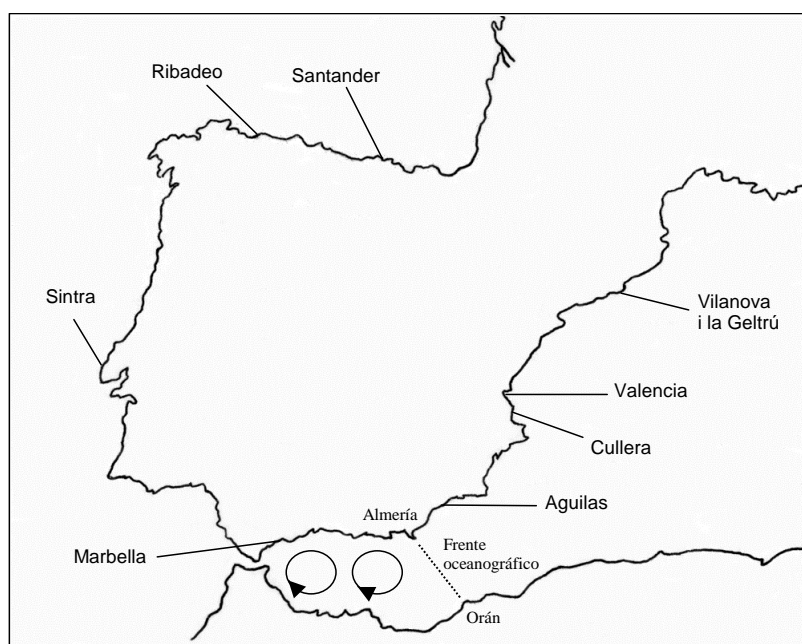 Ribadeo
Santander
Sintra
Vilanova
i la Geltrú
Valencia
Cullera
Aguilas
Almería
Marbella
Frente
oceanográfico
Orán